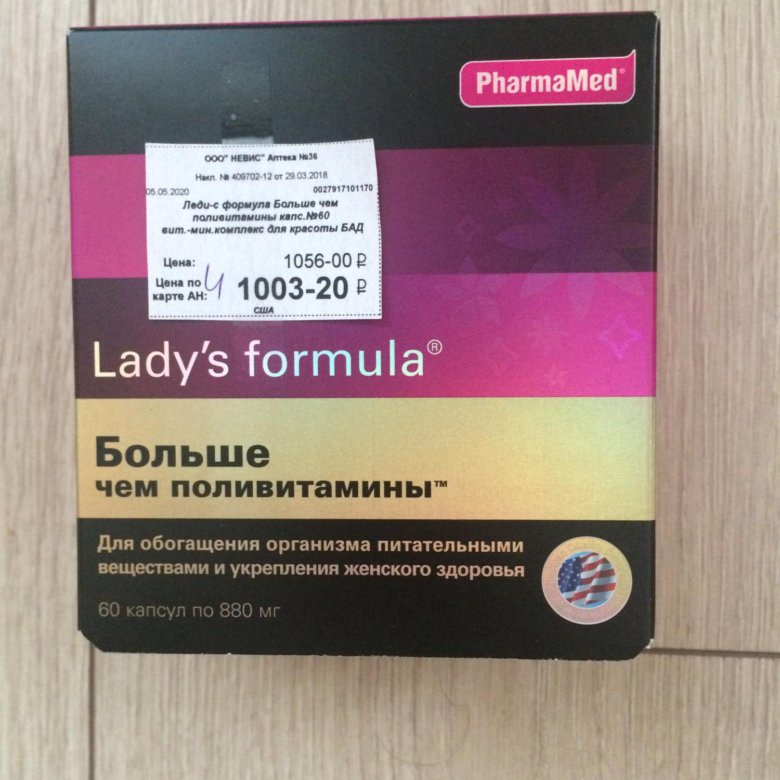 PharmaMed®
ООО" НЕВИС" Аптека №36
Накл. № 409702-12 от 29.03.2018
05.05.2020 0027917101170
Леди-с формула Больше чем
поливитамины капс.№60
вит.-мин.комплекс для красоты БАД
Цена: 1056-00 ₽
Цена по
карте АН: 1003-20 ₽
США
Lady's formula®
Больше
чем поливитамины™
Для обогащения организма питательными
веществами и укрепления женского здоровья
60 капсул по 880 мг